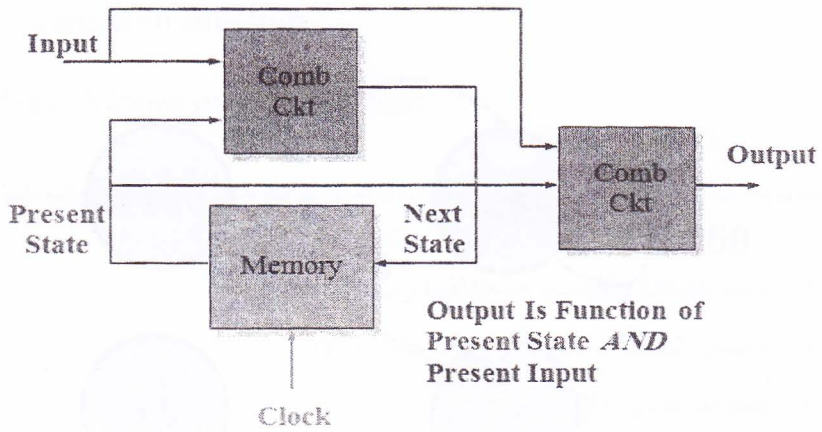 Input
Comb
Ckt
Comb
Ckt
Output
Present
State
Next
State
Memory
Output Is Function of
Present State AND
Present Input
Clock